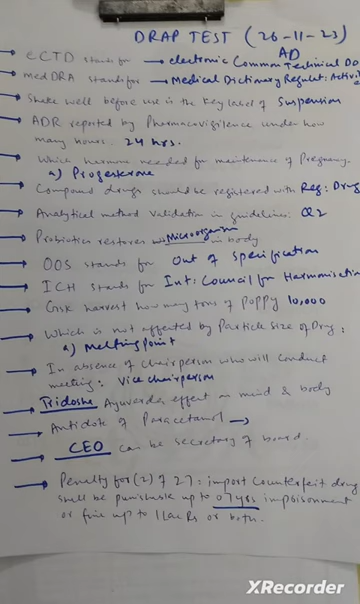 DRAP TEST (26-11-23)
AD
eCTD stands for → electronic Common Technical Do
medDRA stands for → Medical Dictionary Regulat: Activitie
Shake well before use is the key label of Suspension
ADR reported by Pharmacovigilence under how
many hours. 24 hrs.
Which harmone needed for maintenance of Pregnancy.
a) Progesterone
Compound drugs should be registered with Reg: Drug
Analytical method validation in guideline: Q2
Probiotics restores Microorganism in body
OOS stands for Out of Specification
ICH stands for Int: Council for Harmonisation
harvest how many tons of Poppy 10,000
Which is not affected by Particle size of Drug:
a) Melting Point
In absence of chairperson who will conduct
meeting: Vice chairperson
Tridosha Ayurveda effect on mind & body
Antidote of Paracetamol →
CEO can be secretary of board.
Penalty for (2) of 27: import Counterfeit drug
shall be punishable up to 07 yrs imposonment
or fine up to 1 Lac Rs or both.
XRecorder